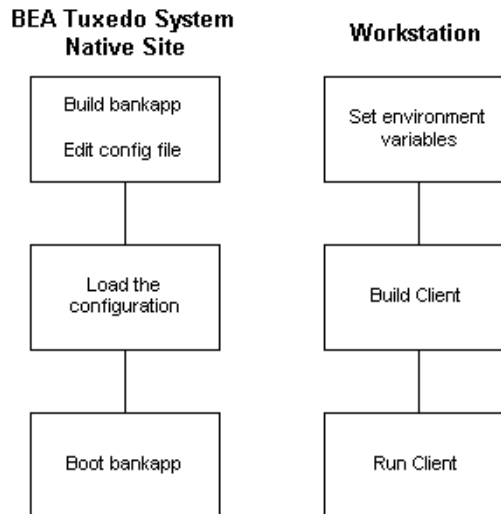 BEA Tuxedo System
Native Site
Build bankapp
Edit config file
Load the
configuration
Boot bankapp
Workstation
Set environment
variables
Build Client
Run Client